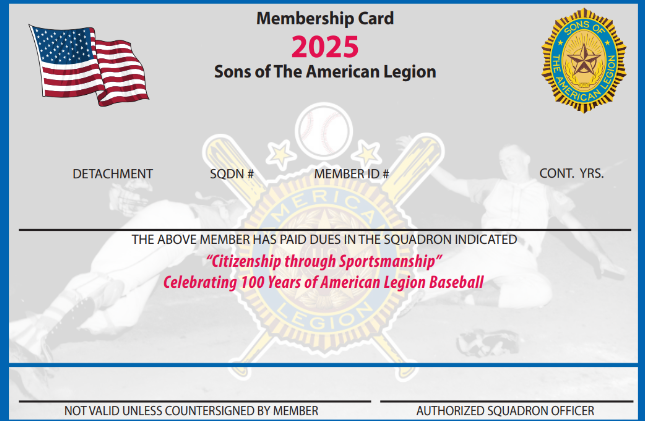 Membership Card
2025
Sons of The American Legion
SONS OF
THE AMERICAN LEGION
DETACHMENT SQDN # MEMBER ID # CONT. YRS.
AMERICAN
LEGION
THE ABOVE MEMBER HAS PAID DUES IN THE SQUADRON INDICATED
“Citizenship through Sportsmanship”
Celebrating 100 Years of American Legion Baseball
NOT VALID UNLESS COUNTERSIGNED BY MEMBER AUTHORIZED SQUADRON OFFICER